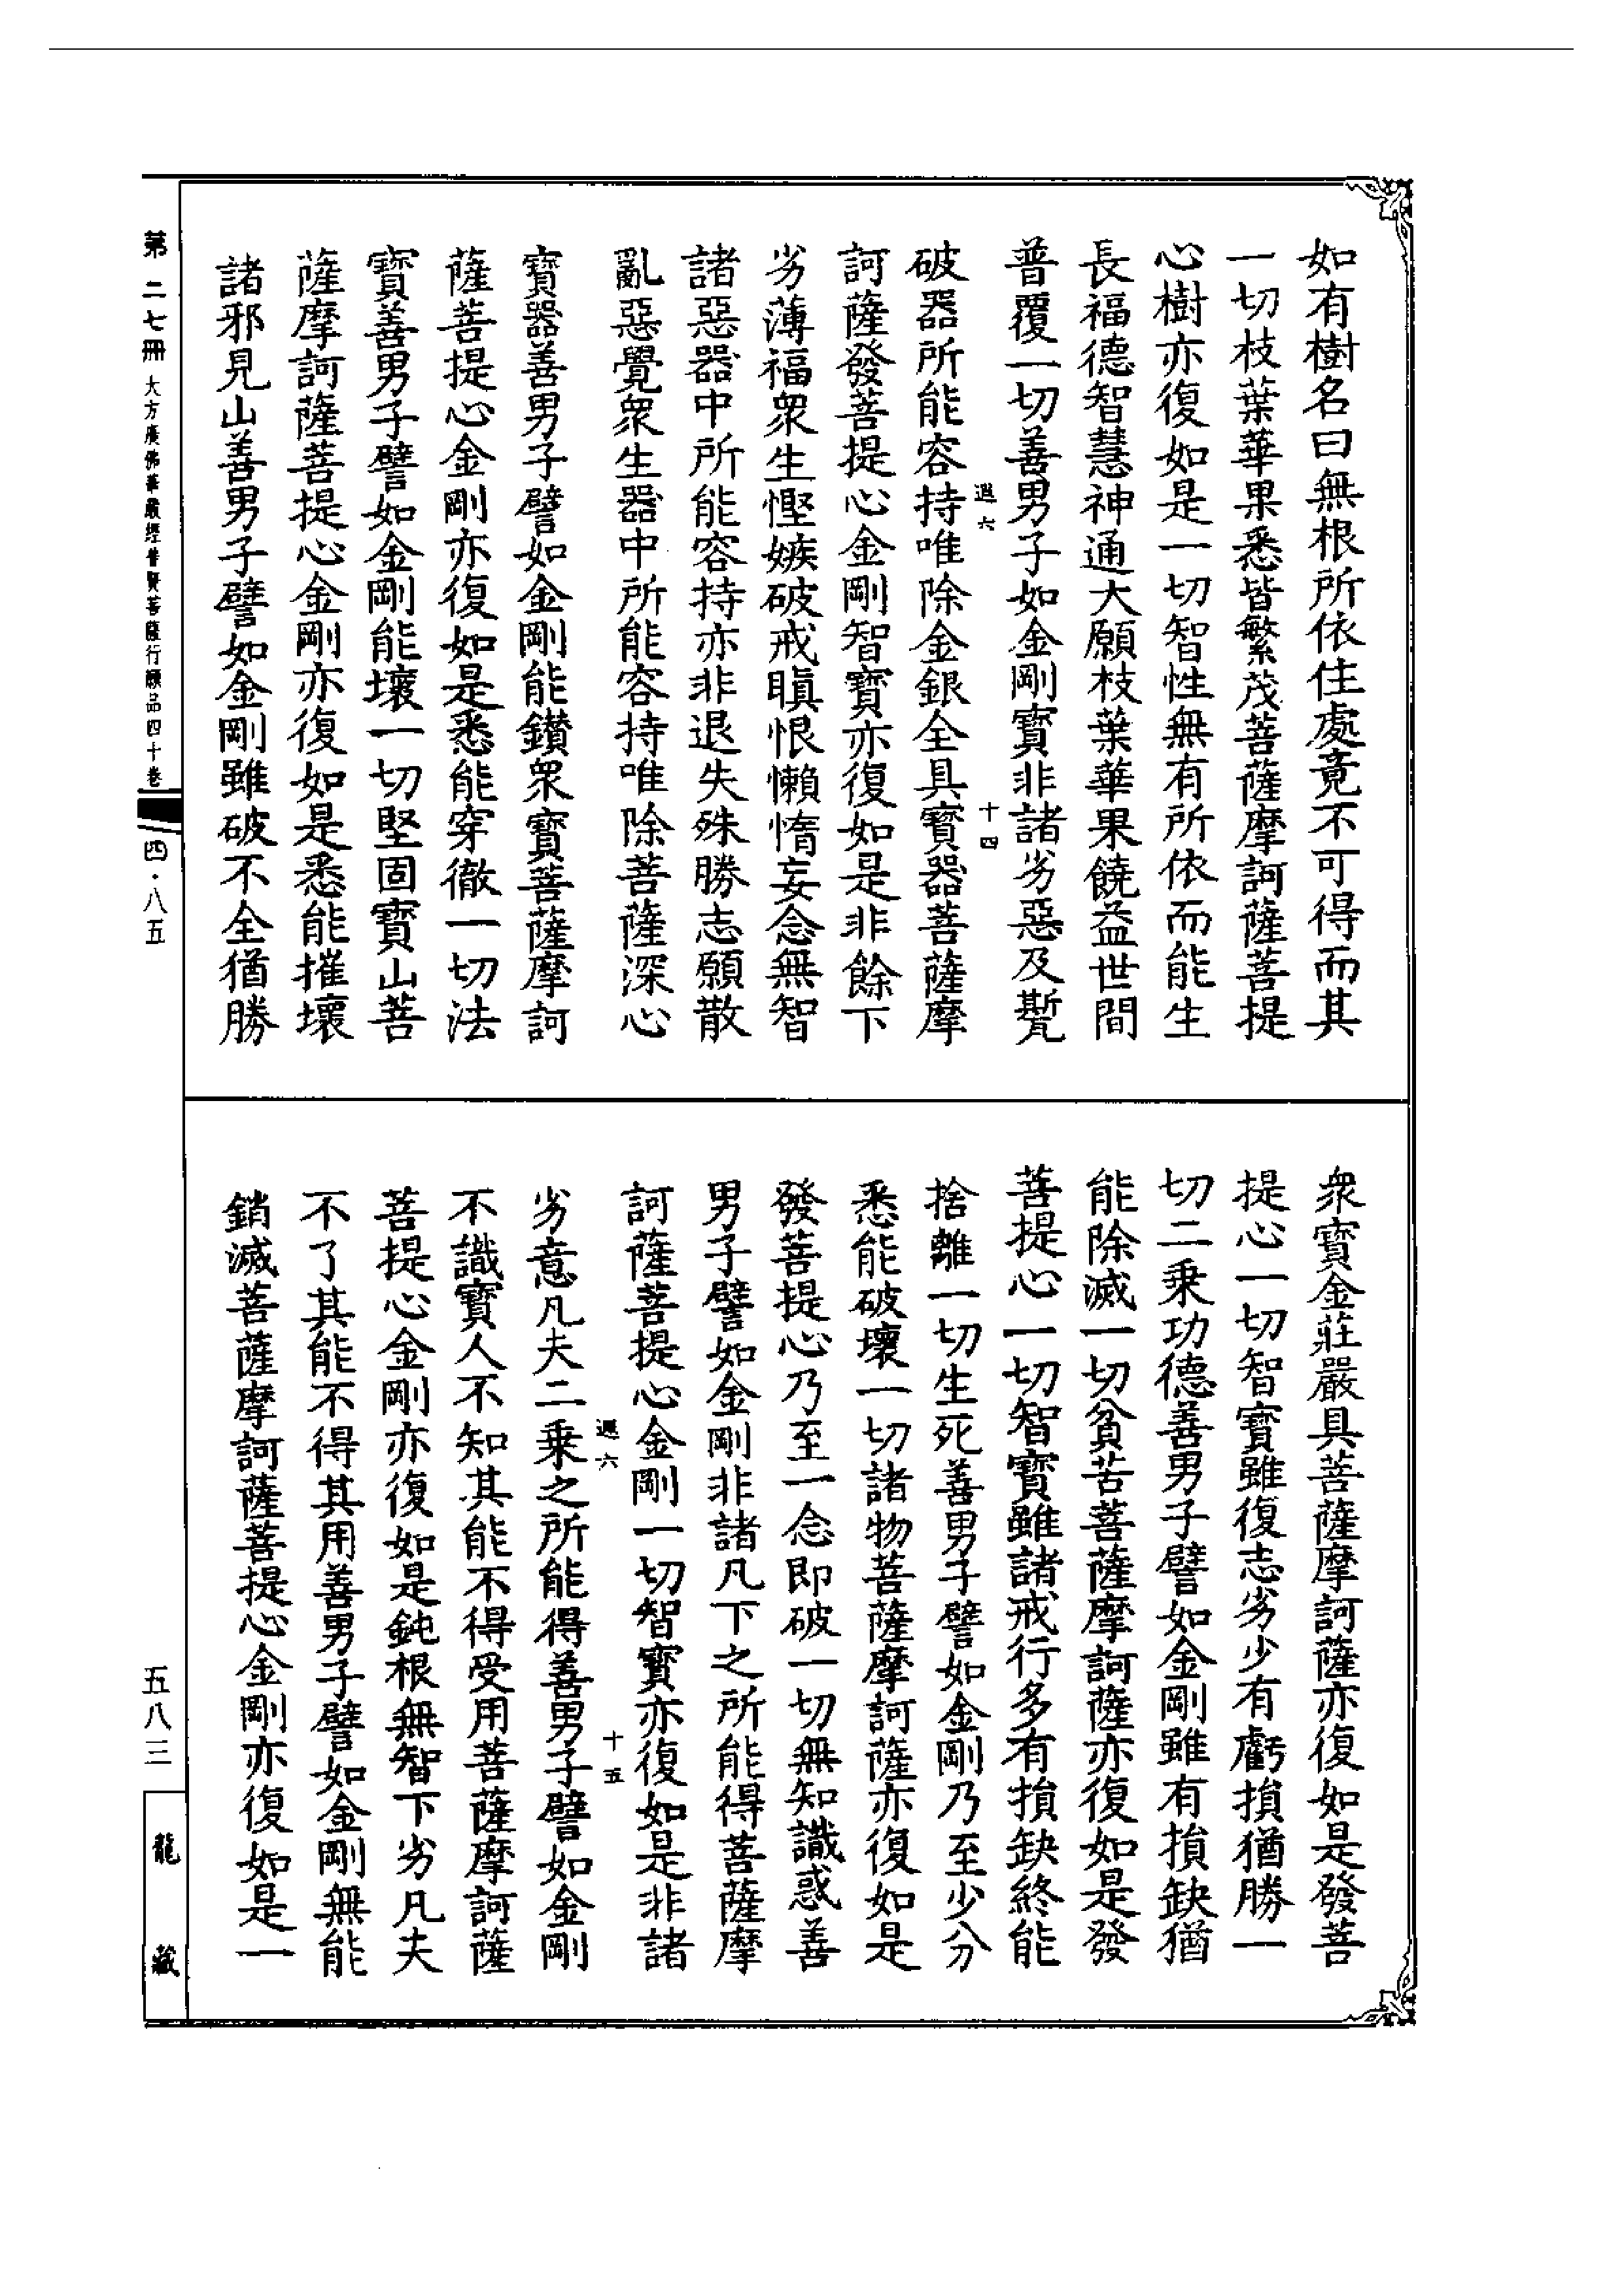 如有樹名曰無根所依住處竟不可得而其
一切枝葉華果悉皆繁茂菩薩摩訶薩菩提
心樹亦復如是一切智性無有所依而能生
長福德智慧神通大願枝葉華果饒益世間
普覆一切善男子如金剛寶非諸劣惡及甏
遐六
十四
破器所能容持唯除金銀全具寶器菩薩摩
訶薩發菩提心金剛智寶亦復如是非餘下
劣薄福眾生慳嫉破戒瞋恨懶惰妄念無智
諸惡器中所能容持亦非退失殊勝志願散
亂惡覺眾生器中所能容持唯除菩薩深心
寶器善男子譬如金剛能鑚眾寶菩薩摩訶
薩菩提心金剛亦復如是悉能穿徹一切法
寶善男子譬如金剛能壞一切堅固寶山菩
薩摩訶薩菩提心金剛亦復如是悉能摧壞
諸邪見山善男子譬如金剛雖破不全猶勝
眾寶金莊嚴具菩薩摩訶薩亦復如是發菩
提心一切智寶雖復志劣少有虧損猶勝一
切二乘功德善男子譬如金剛雖有損缺猶
能除滅一切貧苦菩薩摩訶薩亦復如是發
菩提心一切智寶雖諸戒行多有損缺終能
捨離一切生死善男子譬如金剛乃至少分
悉能破壞一切諸物菩薩摩訶薩亦復如是
發菩提心乃至一念即破一切無知識惑善
男子譬如金剛非諸凡下之所能得菩薩摩
訶薩菩提心金剛一切智寶亦復如是非諸
遐六
十五
劣意凡夫二乘之所能得善男子譬如金剛
不識寶人不知其能不得受用菩薩摩訶薩
菩提心金剛亦復如是鈍根無智下劣凡夫
不了其能不得其用善男子譬如金剛無能
銷滅菩薩摩訶薩菩提心金剛亦復如是一
第二七冊 大方廣佛華嚴經普賢菩薩行願品四十卷 四·八五
五八三
龍藏